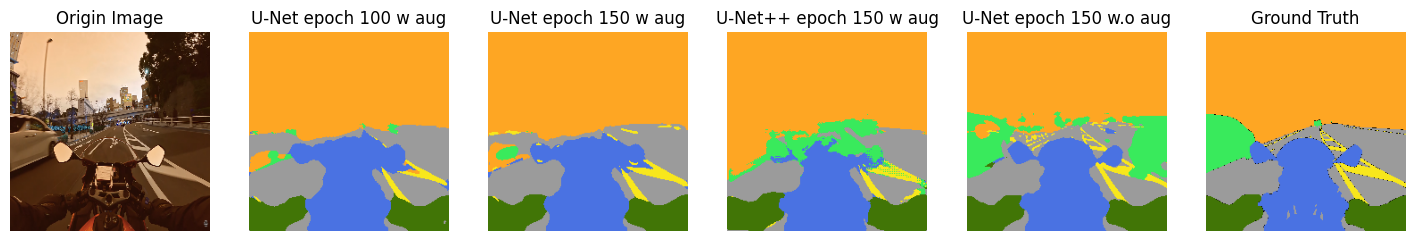 Origin Image
U-Net epoch 100 w aug
U-Net epoch 150 w aug
U-Net++ epoch 150 w aug
U-Net epoch 150 w.o aug
Ground Truth